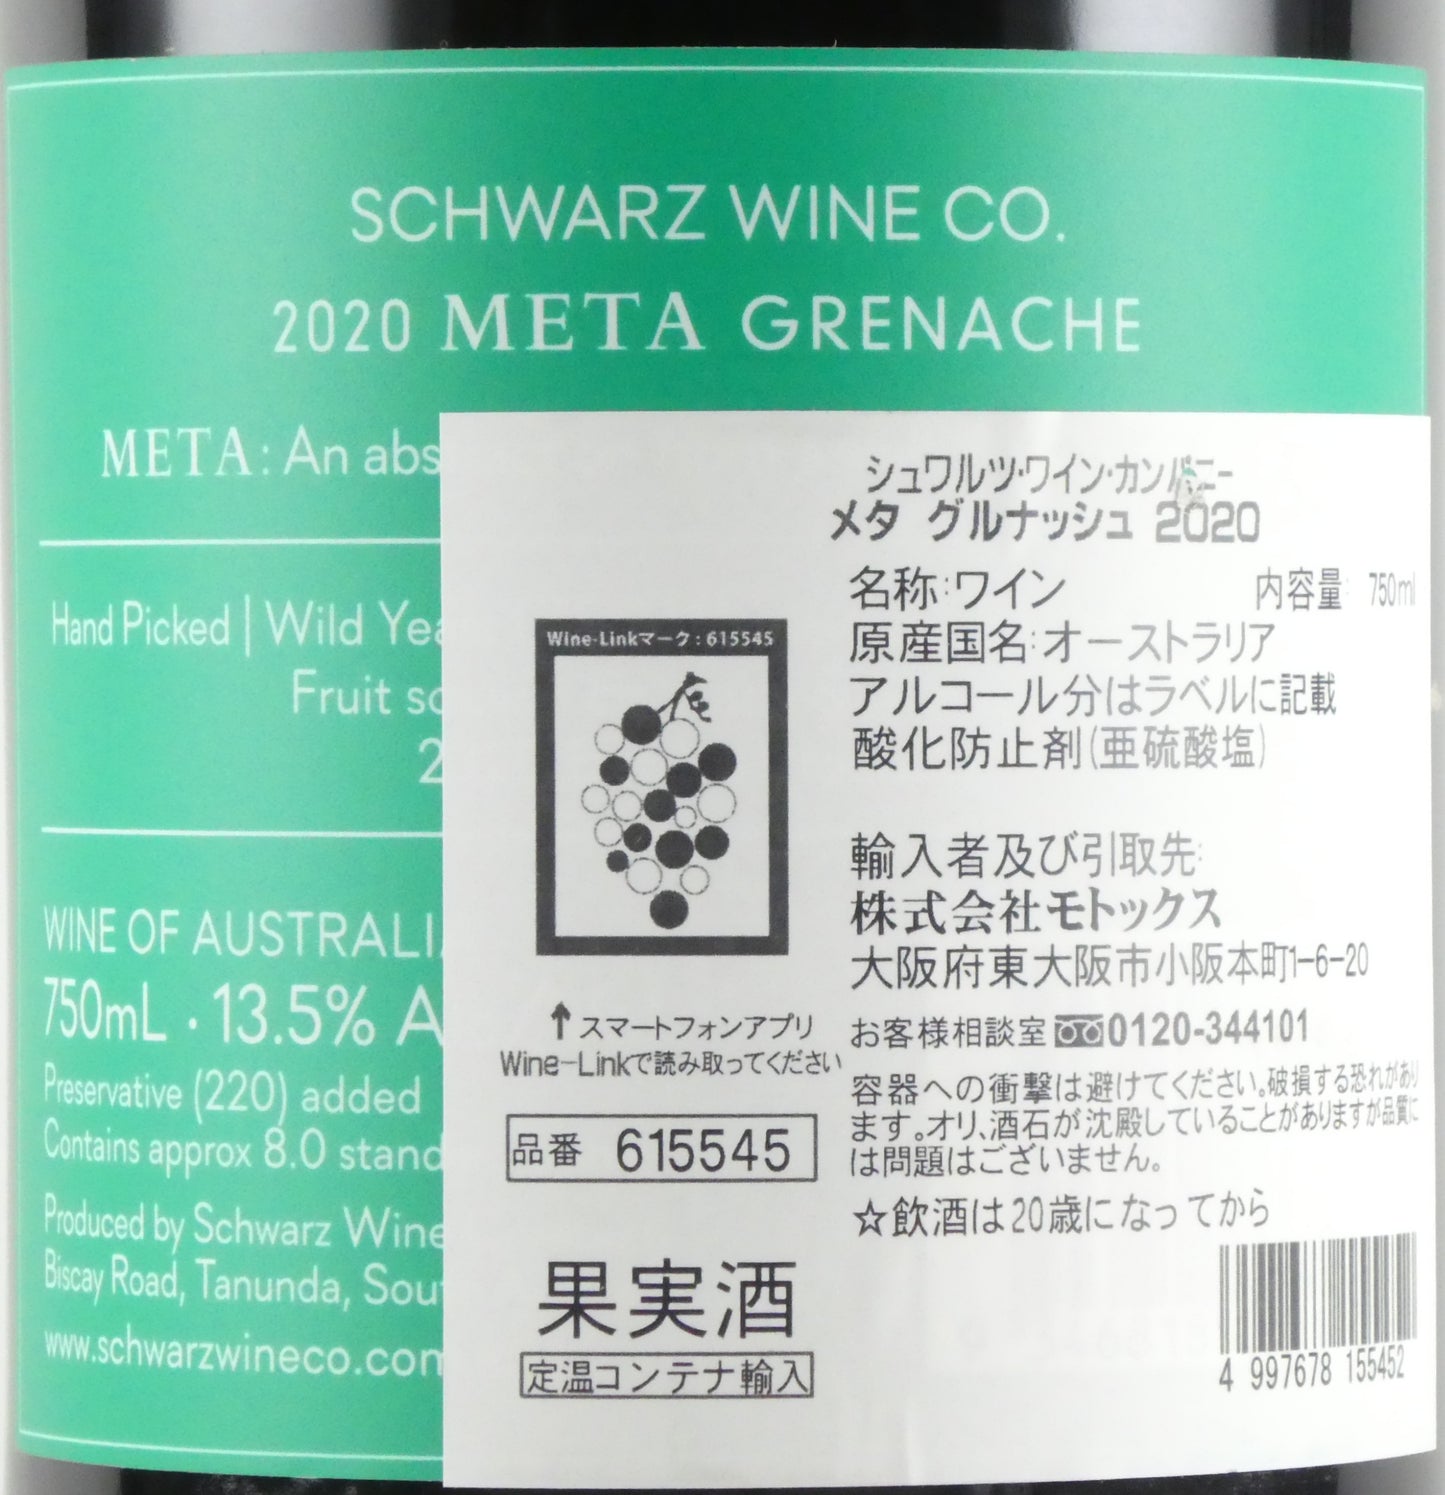 SCHWARZ WINE CO.
2020 META GRENACHE
META: An abs
Hand Picked | Wild Yea
Fruit so
2
WINE OF AUSTRALIA
750mL · 13.5% A
Preservative (220) added
Contains approx 8.0 stand
Produced by Schwarz Wine
Biscay Road, Tanunda, Sou
www.schwarzwineco.com
シュワルツ・ワイン・カンパニー
メタ グルナッシュ 2020
名称:ワイン 内容量: 750ml
原産国名:オーストラリア
アルコール分はラベルに記載
酸化防止剤(亜硫酸塩)
輸入者及び引取先:
株式会社モトックス
大阪府東大阪市小阪本町1-6-20
お客様相談室 0120-344101
容器への衝撃は避けてください。破損する恐れがあり
ます。オリ、酒石が沈殿していることがありますが品質に
は問題はございません。
☆飲酒は20歳になってから
4 997678 155452
Wine-Linkマーク:615545
↑スマートフォンアプリ
Wine-Linkで読み取ってください
品番 615545
果実酒
定温コンテナ輸入